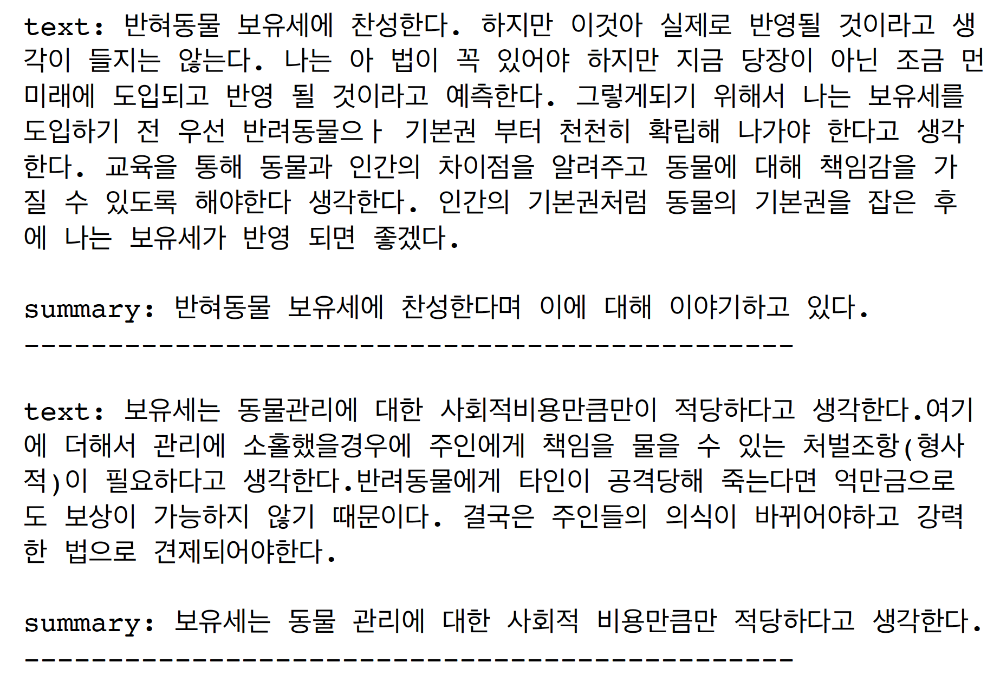 text: 반혀동물 보유세에 찬성한다. 하지만 이것아 실제로 반영될 것이라고 생
각이 들지는 않는다. 나는 아 법이 꼭 있어야 하지만 지금 당장이 아닌 조금 먼
미래에 도입되고 반영 될 것이라고 예측한다. 그렇게되기 위해서 나는 보유세를
도입하기 전 우선 반려동물으ㅏ 기본권 부터 천천히 확립해 나가야 한다고 생각
한다. 교육을 통해 동물과 인간의 차이점을 알려주고 동물에 대해 책임감을 가
질 수 있도록 해야한다 생각한다. 인간의 기본권처럼 동물의 기본권을 잡은 후
에 나는 보유세가 반영 되면 좋겠다.
summary: 반혀동물 보유세에 찬성한다며 이에 대해 이야기하고 있다.
----------------------------------------------
text: 보유세는 동물관리에 대한 사회적비용만큼만이 적당하다고 생각한다.여기
에 더해서 관리에 소홀했을경우에 주인에게 책임을 물을 수 있는 처벌조항(형사
적)이 필요하다고 생각한다.반려동물에게 타인이 공격당해 죽는다면 억만금으로
도 보상이 가능하지 않기 때문이다. 결국은 주인들의 의식이 바뀌어야하고 강력
한 법으로 견제되어야한다.
summary: 보유세는 동물 관리에 대한 사회적 비용만큼만 적당하다고 생각한다.
----------------------------------------------